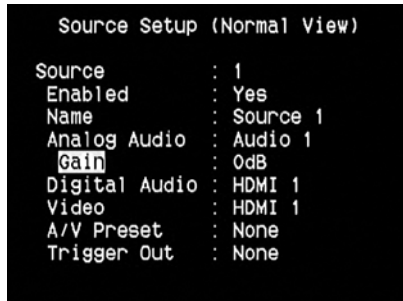 Source Setup (Normal View)
Source : 1
Enabled : Yes
Name : Source 1
Analog Audio : Audio 1
Gain : 0dB
Digital Audio : HDMI 1
Video : HDMI 1
A/V Preset : None
Trigger Out : None